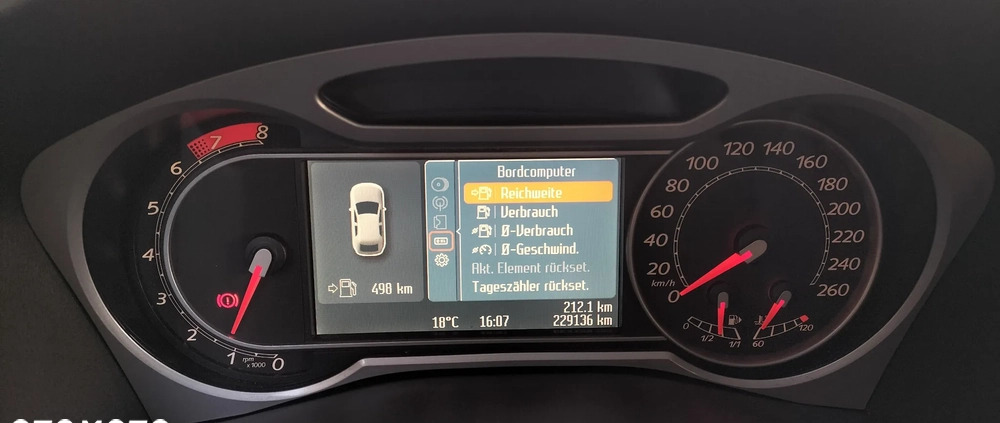 8
7
6
5
4
3
2
1
0
rpm
x1000
498 km
Bordcomputer
Reichweite
Verbrauch
Ø-Verbrauch
Ø-Geschwind.
Akt. Element rückset.
Tageszähler rückset.
212.1 km
18°C 16:07 229136 km
0
20
40
60
80
100
120
140
160
180
200
220
240
260
km/h
0 1/2 1/1
60 120
OTOMOTO